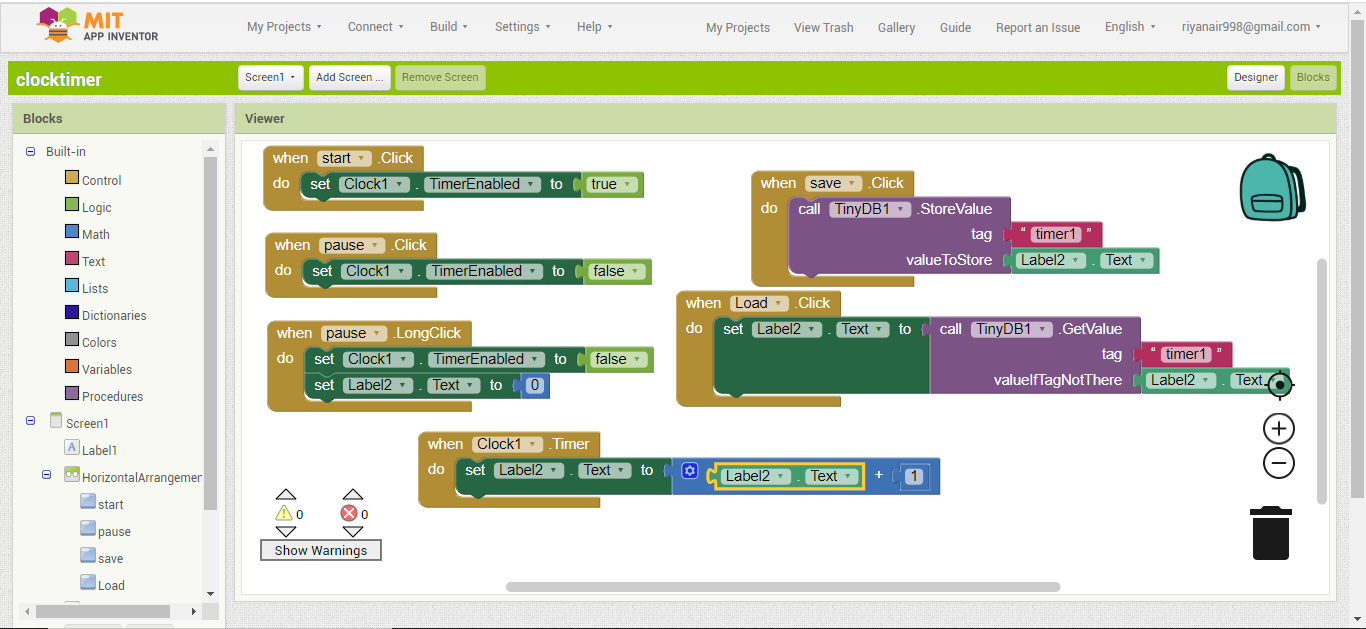 MIT
APP INVENTOR
My Projects Connect Build Settings Help My Projects View Trash Gallery Guide Report an Issue English riyanair998@gmail.com
clocktimer Screen1 Add Screen ... Remove Screen Designer Blocks
Blocks
Built-in
Control
Logic
Math
Text
Lists
Dictionaries
Colors
Variables
Procedures
Screen1
A Label1
HorizontalArrangemen
start
pause
save
Load
Viewer
when start .Click
do set Clock1 . TimerEnabled to true
when pause .Click
do set Clock1 . TimerEnabled to false
when pause .LongClick
do set Clock1 . TimerEnabled to false
set Label2 . Text to 0
when save .Click
do call TinyDB1 .StoreValue
tag " timer1 "
valueToStore Label2 . Text
when Load .Click
do set Label2 . Text to call TinyDB1 .GetValue
tag " timer1 "
valueIfTagNotThere Label2 . Text
when Clock1 .Timer
do set Label2 . Text to Label2 . Text + 1
0 0
Show Warnings